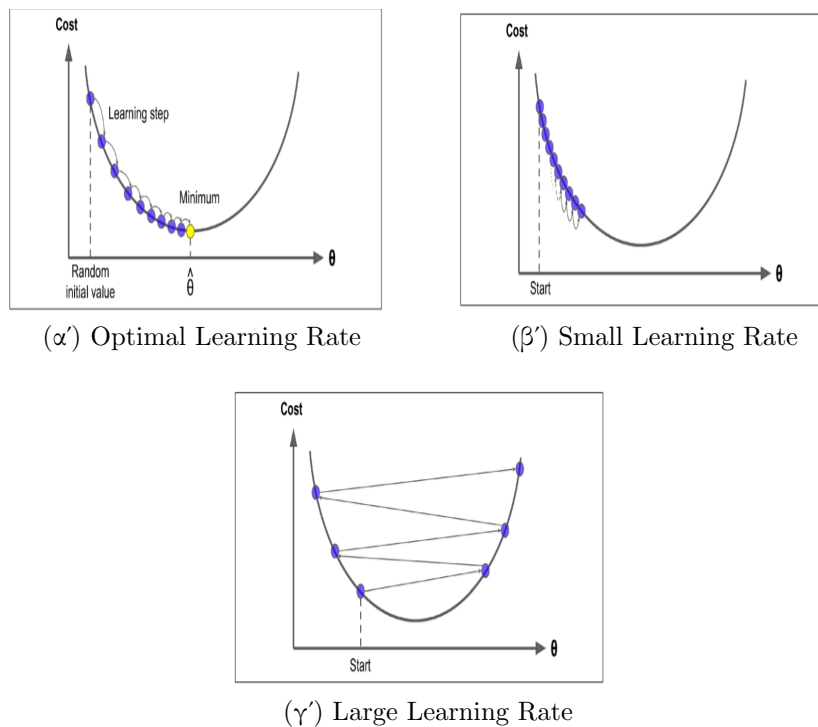 Cost
Learning step
Minimum
θ
Random
initial value
θ̂
(α′) Optimal Learning Rate
Cost
θ
Start
(β′) Small Learning Rate
Cost
θ
Start
(γ′) Large Learning Rate